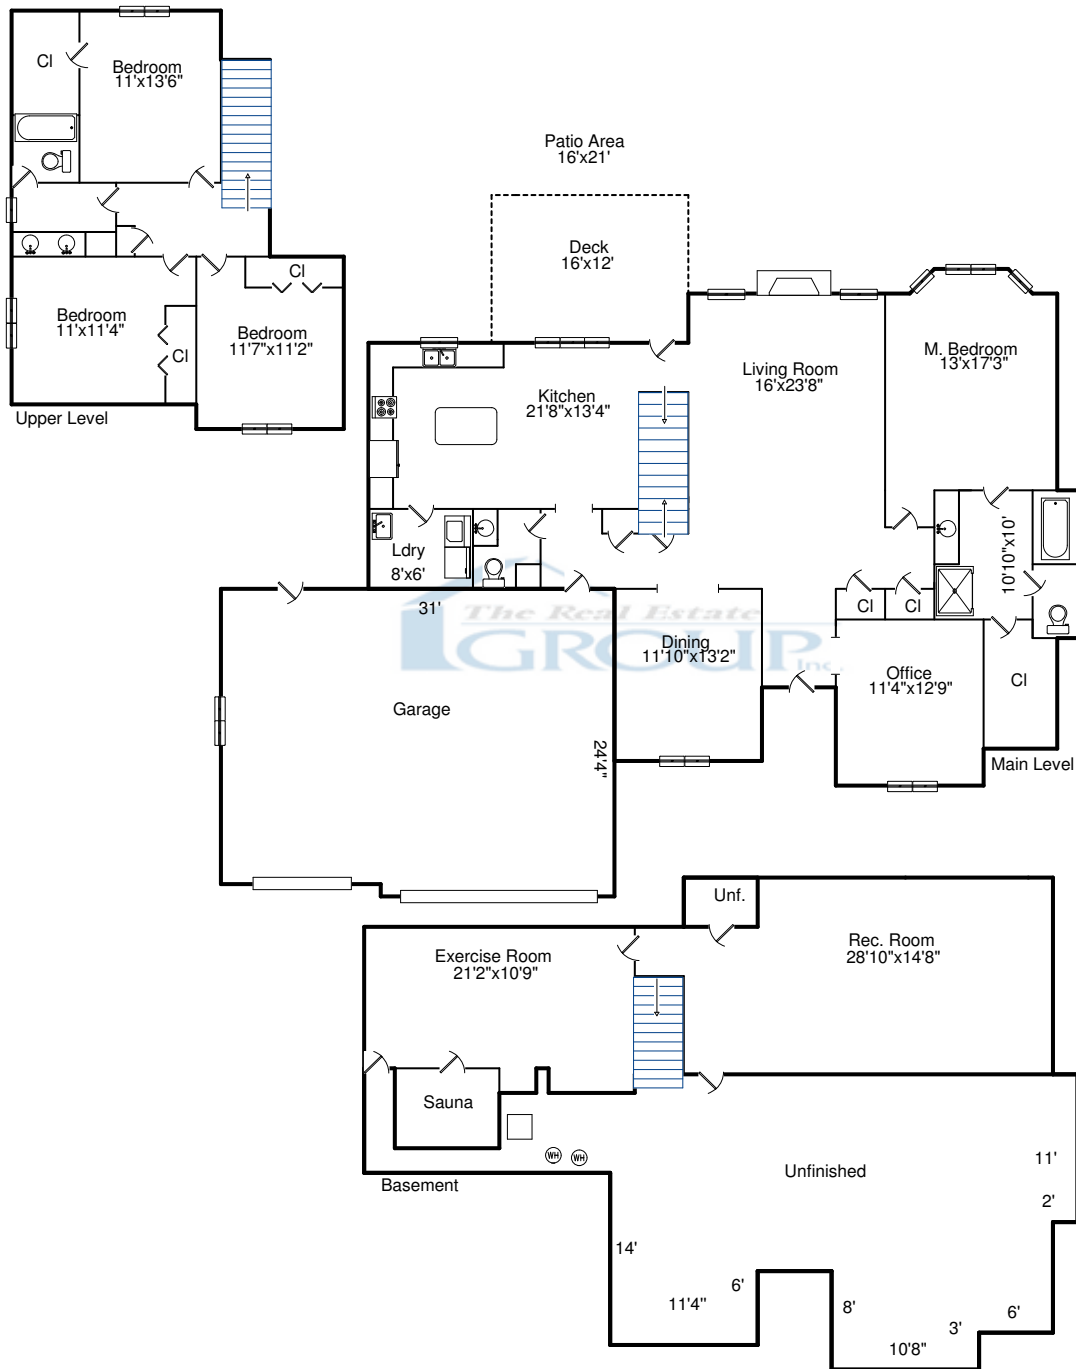 Cl
Bedroom
11'x13'6"
Cl
Bedroom
11'x11'4"
Cl
Bedroom
11'7"x11'2"
Upper Level
Patio Area
16'x21'
Deck
16'x12'
Kitchen
21'8"x13'4"
Living Room
16'x23'8"
M. Bedroom
13'x17'3"
Ldry
8'x6'
10'10"x10'
31'
The Real Estate
GROUP Inc.
Dining
11'10"x13'2"
Cl
Cl
Office
11'4"x12'9"
Cl
Garage
24'4"
Main Level
Unf.
Exercise Room
21'2"x10'9"
Rec. Room
28'10"x14'8"
Sauna
WH
WH
Basement
Unfinished
11'
2'
14'
6'
11'4"
8'
6'
3'
10'8"